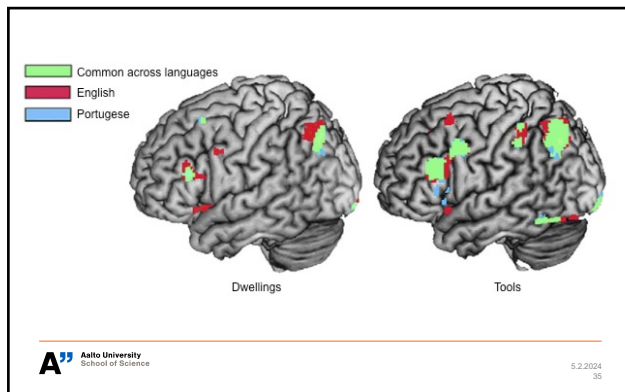 Common across languages
English
Portugese
Dwellings
Tools
A”
Aalto University
School of Science
5.2.2024
35